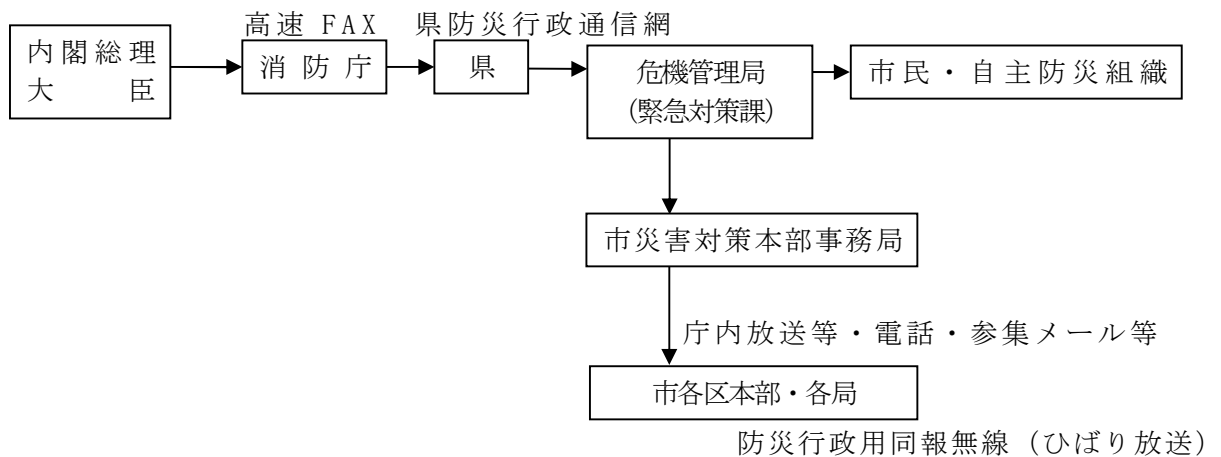 高速 FAX 県防災行政通信網
内閣総理
大臣
消防庁
県
危機管理局
(緊急対策課)
市民・自主防災組織
市災害対策本部事務局
庁内放送等・電話・参集メール等
市各区本部・各局
防災行政用同報無線（ひばり放送）